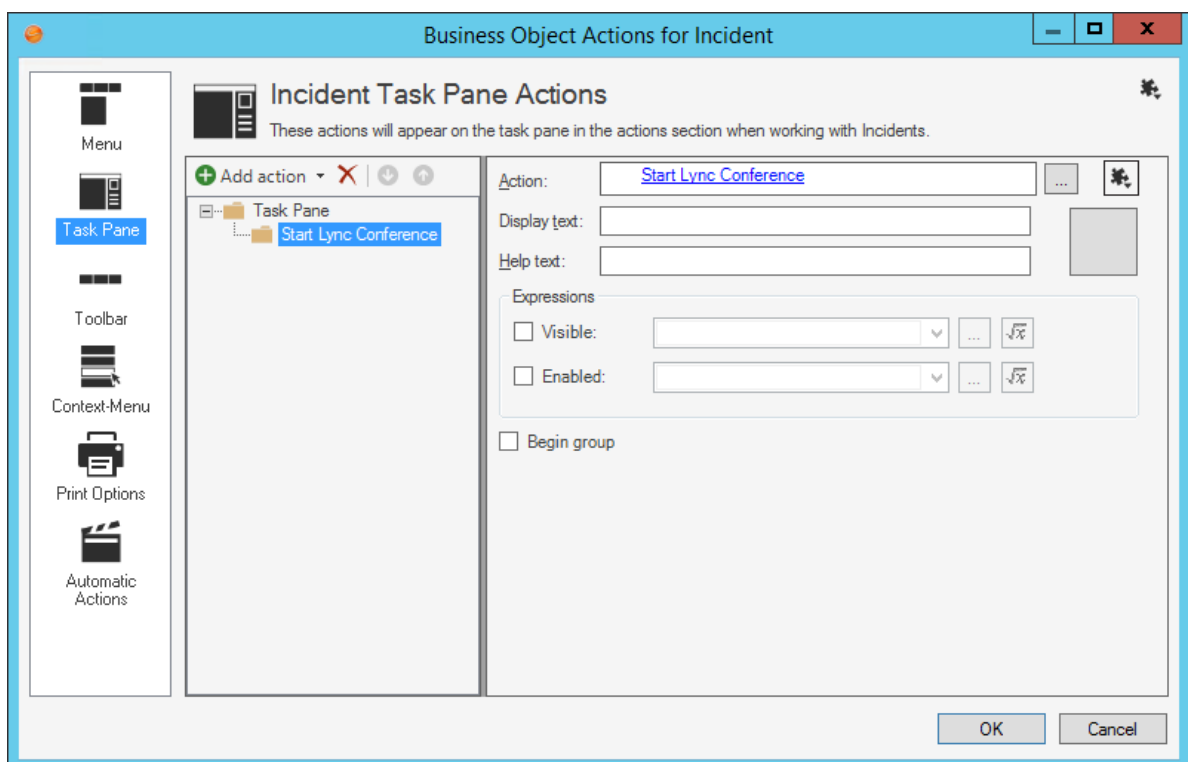 Business Object Actions for Incident
Menu
Task Pane
Toolbar
Context-Menu
Print Options
Automatic
Actions
Incident Task Pane Actions
These actions will appear on the task pane in the actions section when working with Incidents.
Add action
Task Pane
Start Lync Conference
Action: Start Lync Conference ...
Display text:
Help text:
Expressions
Visible: ... √x
Enabled: ... √x
Begin group
OK Cancel